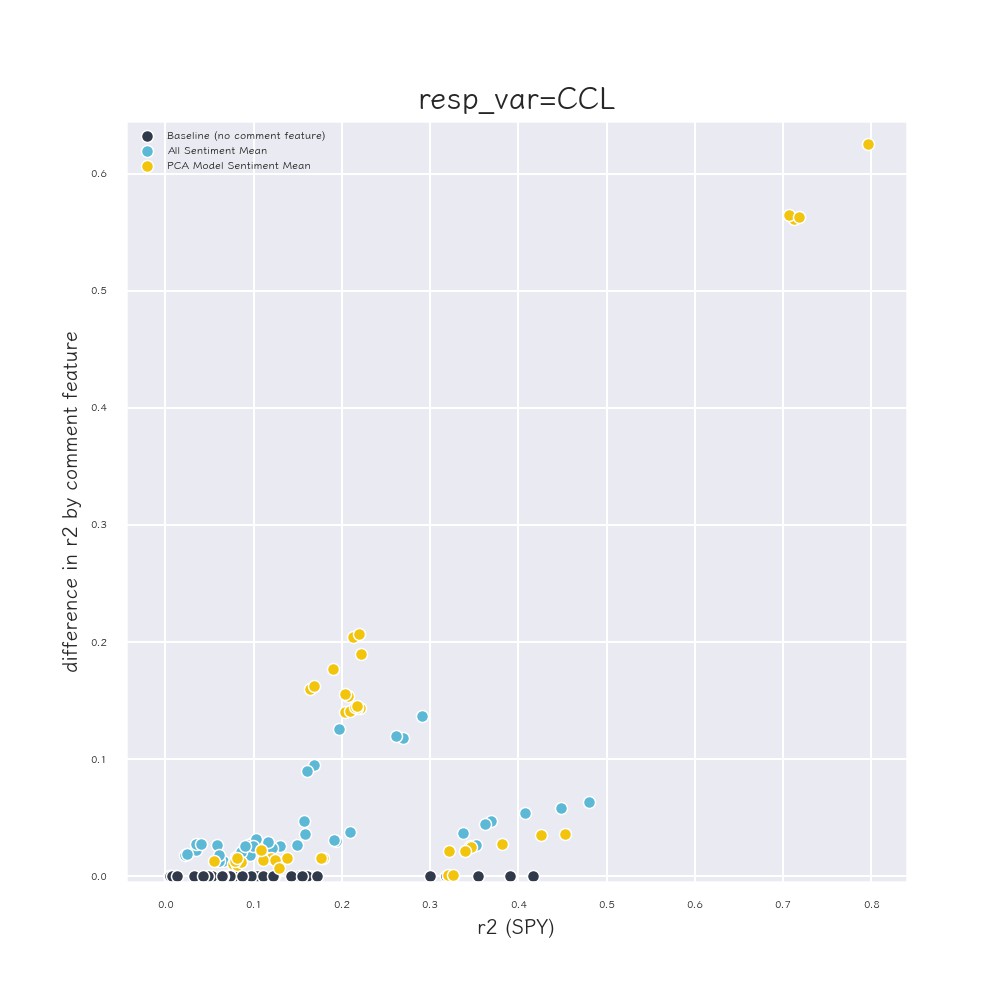 resp_var=CCL
Baseline (no comment feature)
All Sentiment Mean
PCA Model Sentiment Mean
difference in r2 by comment feature
0.6
0.5
0.4
0.3
0.2
0.1
0.0
0.0 0.1 0.2 0.3 0.4 0.5 0.6 0.7 0.8
r2 (SPY)